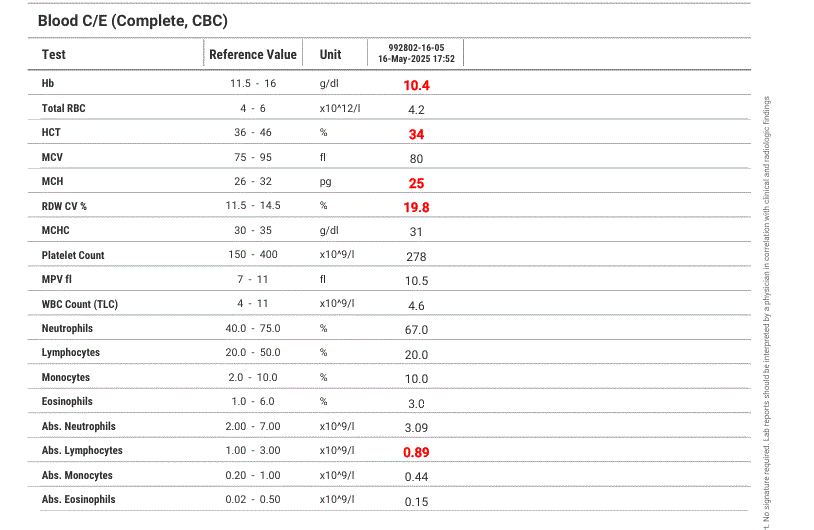 Blood C/E (Complete, CBC)
Test Reference Value Unit 992802-16-05 16-May-2025 17:52
Hb 11.5 - 16 g/dl 10.4
Total RBC 4 - 6 x10^12/l 4.2
HCT 36 - 46 % 34
MCV 75 - 95 fl 80
MCH 26 - 32 pg 25
RDW CV % 11.5 - 14.5 % 19.8
MCHC 30 - 35 g/dl 31
Platelet Count 150 - 400 x10^9/l 278
MPV fl 7 - 11 fl 10.5
WBC Count (TLC) 4 - 11 x10^9/l 4.6
Neutrophils 40.0 - 75.0 % 67.0
Lymphocytes 20.0 - 50.0 % 20.0
Monocytes 2.0 - 10.0 % 10.0
Eosinophils 1.0 - 6.0 % 3.0
Abs. Neutrophils 2.00 - 7.00 x10^9/l 3.09
Abs. Lymphocytes 1.00 - 3.00 x10^9/l 0.89
Abs. Monocytes 0.20 - 1.00 x10^9/l 0.44
Abs. Eosinophils 0.02 - 0.50 x10^9/l 0.15
No signature required. Lab reports should be interpreted by a physician in correlation with clinical and radiologic findings